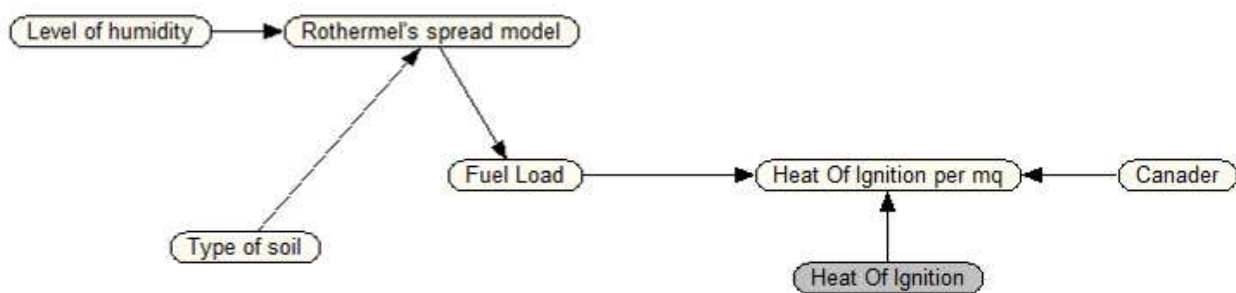 Level of humidity
Rothermel's spread model
Fuel Load
Heat Of Ignition per mq
Canader
Type of soil
Heat Of Ignition